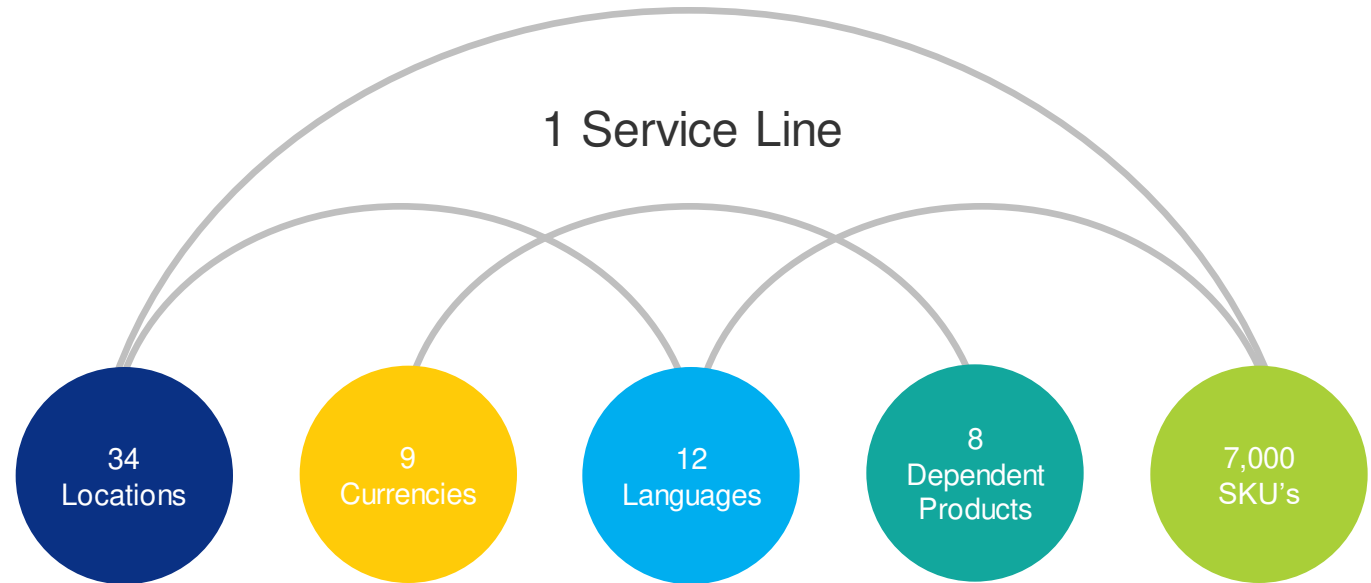 1 Service Line
34
Locations
9
Currencies
12
Languages
8
Dependent
Products
7,000
SKU’s